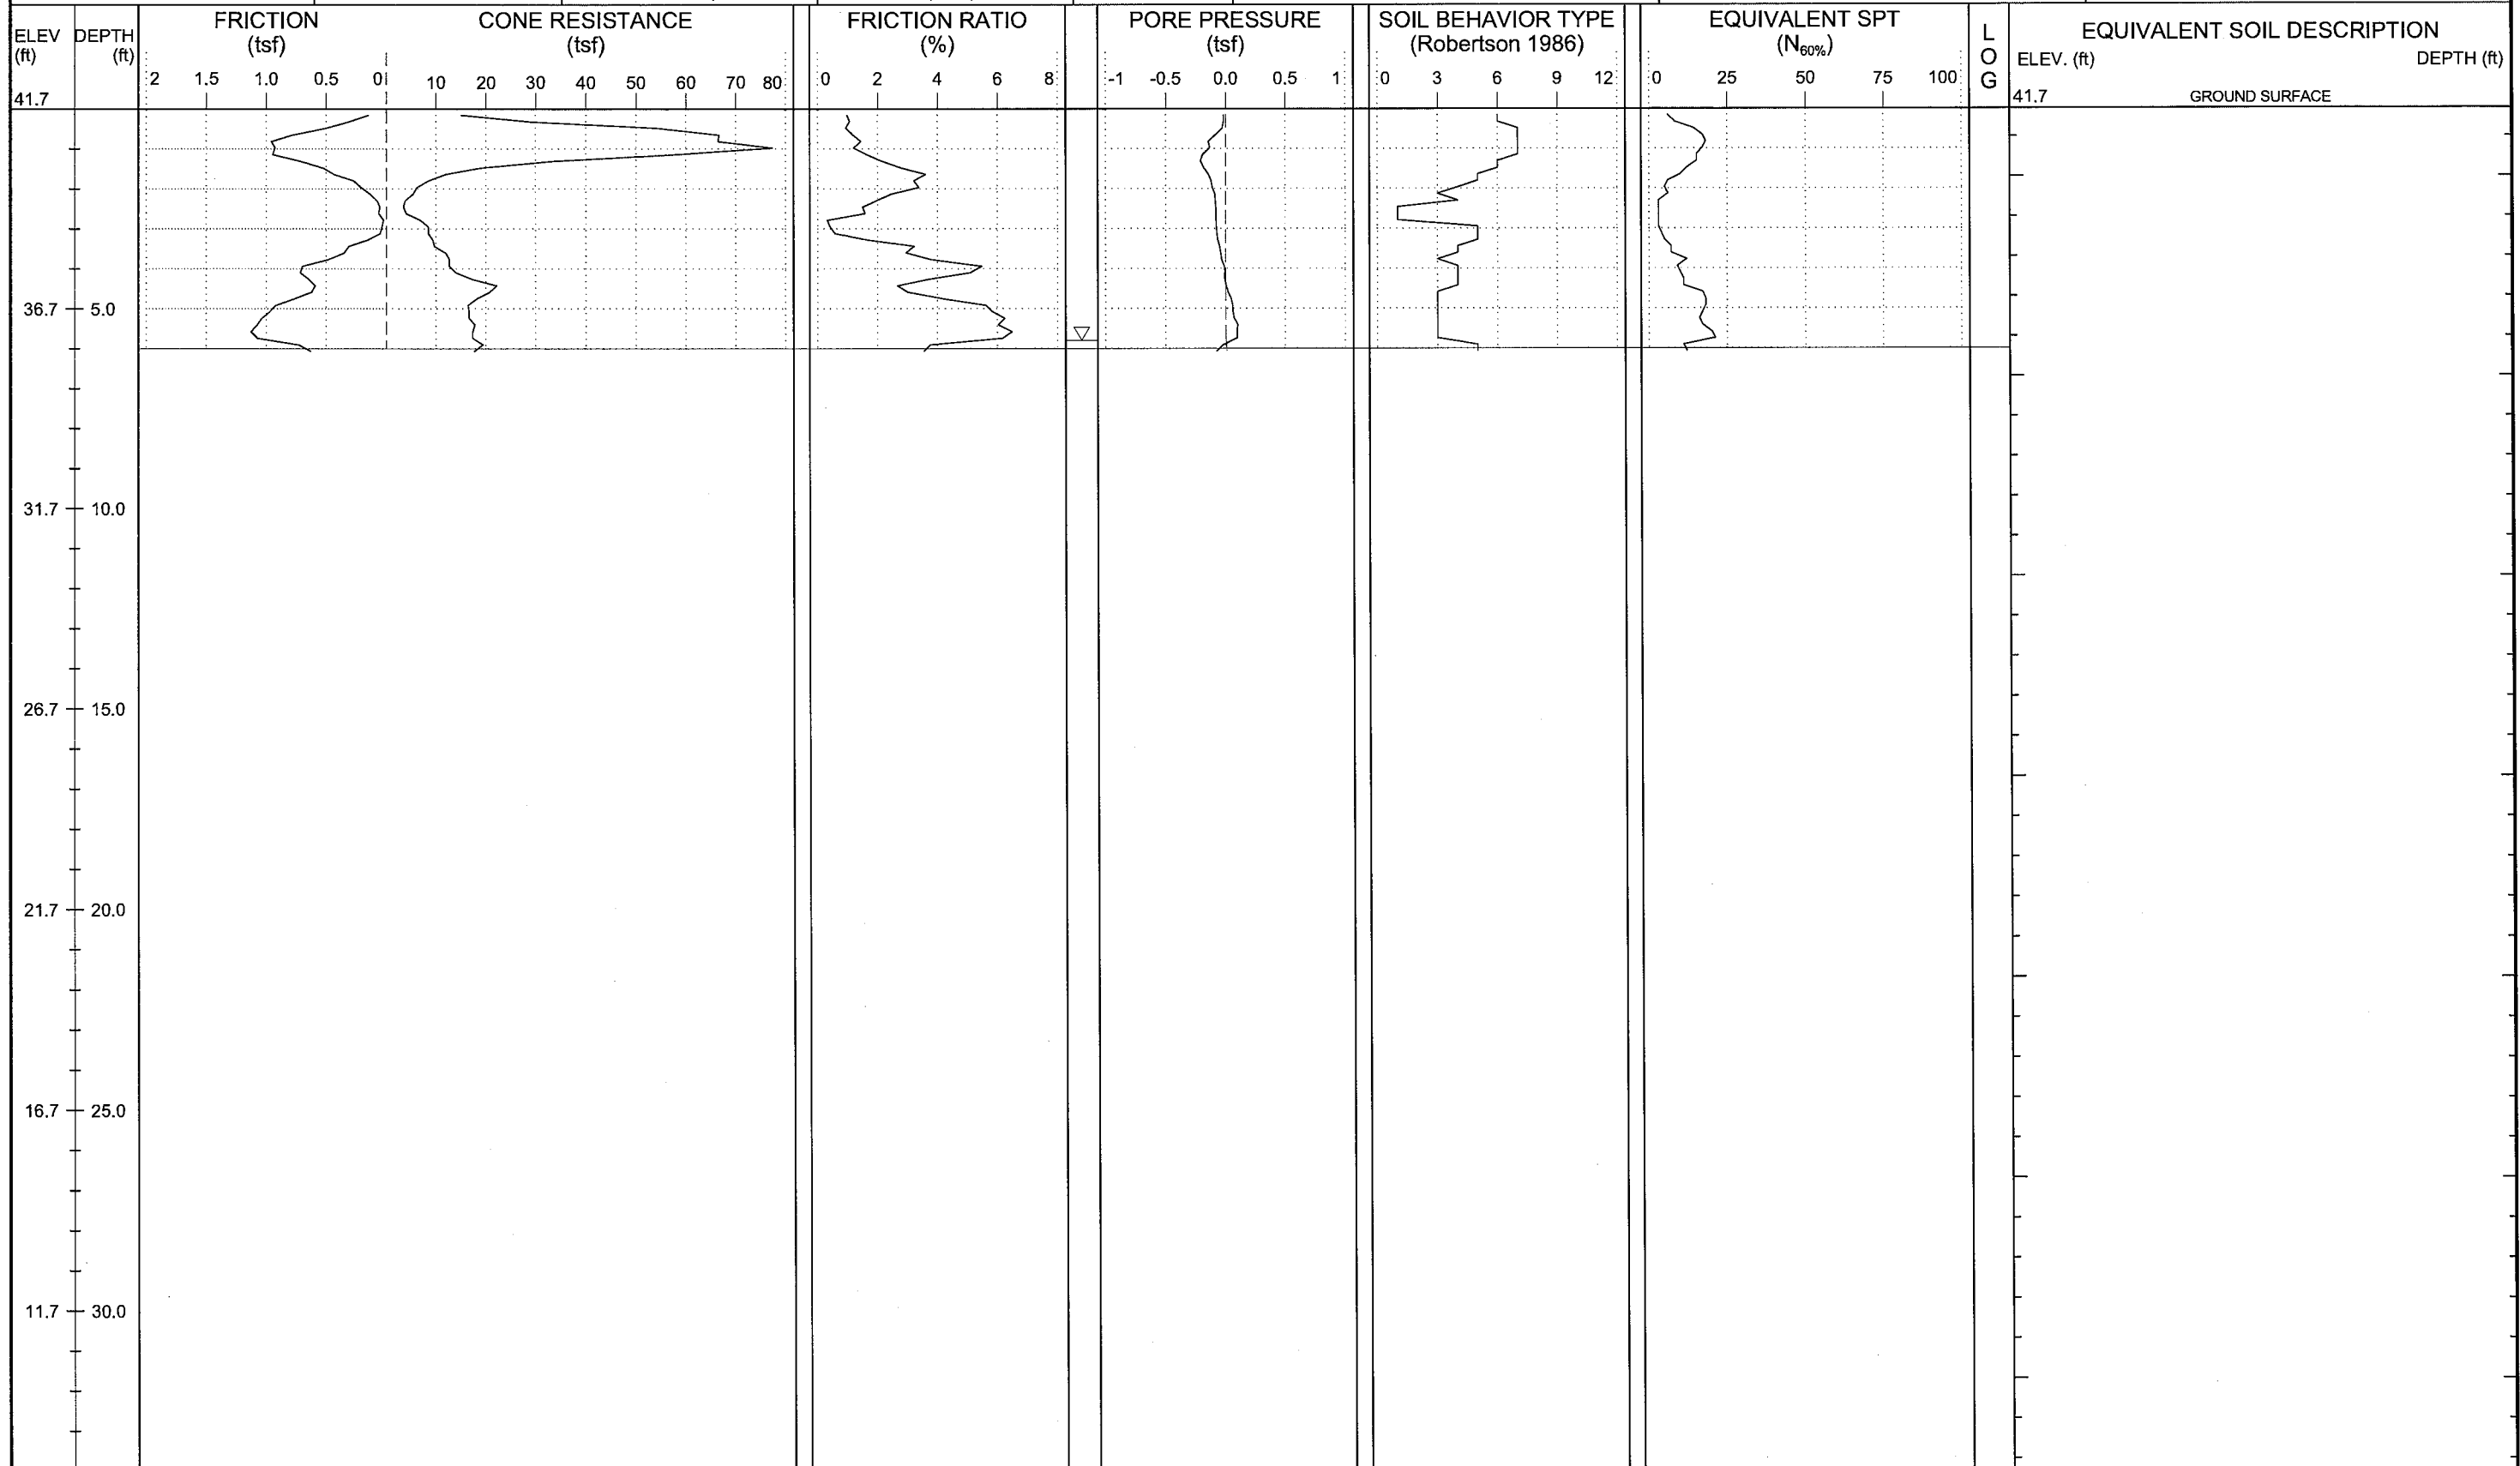 FRICTION CONE RESISTANCE FRICTION RATIO PORE PRESSURE SOIL BEHAVIOR TYPE EQUIVALENT SPT L
ELEV DEPTH (tsf) (tsf) (%) (tsf) (Robertson 1986) (N60%) O EQUIVALENT SOIL DESCRIPTION
(ft) (ft) G ELEV. (ft) DEPTH (ft)
2 1.5 1.0 0.5 0 10 20 30 40 50 60 70 80 0 2 4 6 8 -1 -0.5 0.0 0.5 1 0 3 6 9 12 0 25 50 75 100
41.7 41.7 GROUND SURFACE
36.7 5.0
31.7 10.0
26.7 15.0
21.7 20.0
16.7 25.0
11.7 30.0